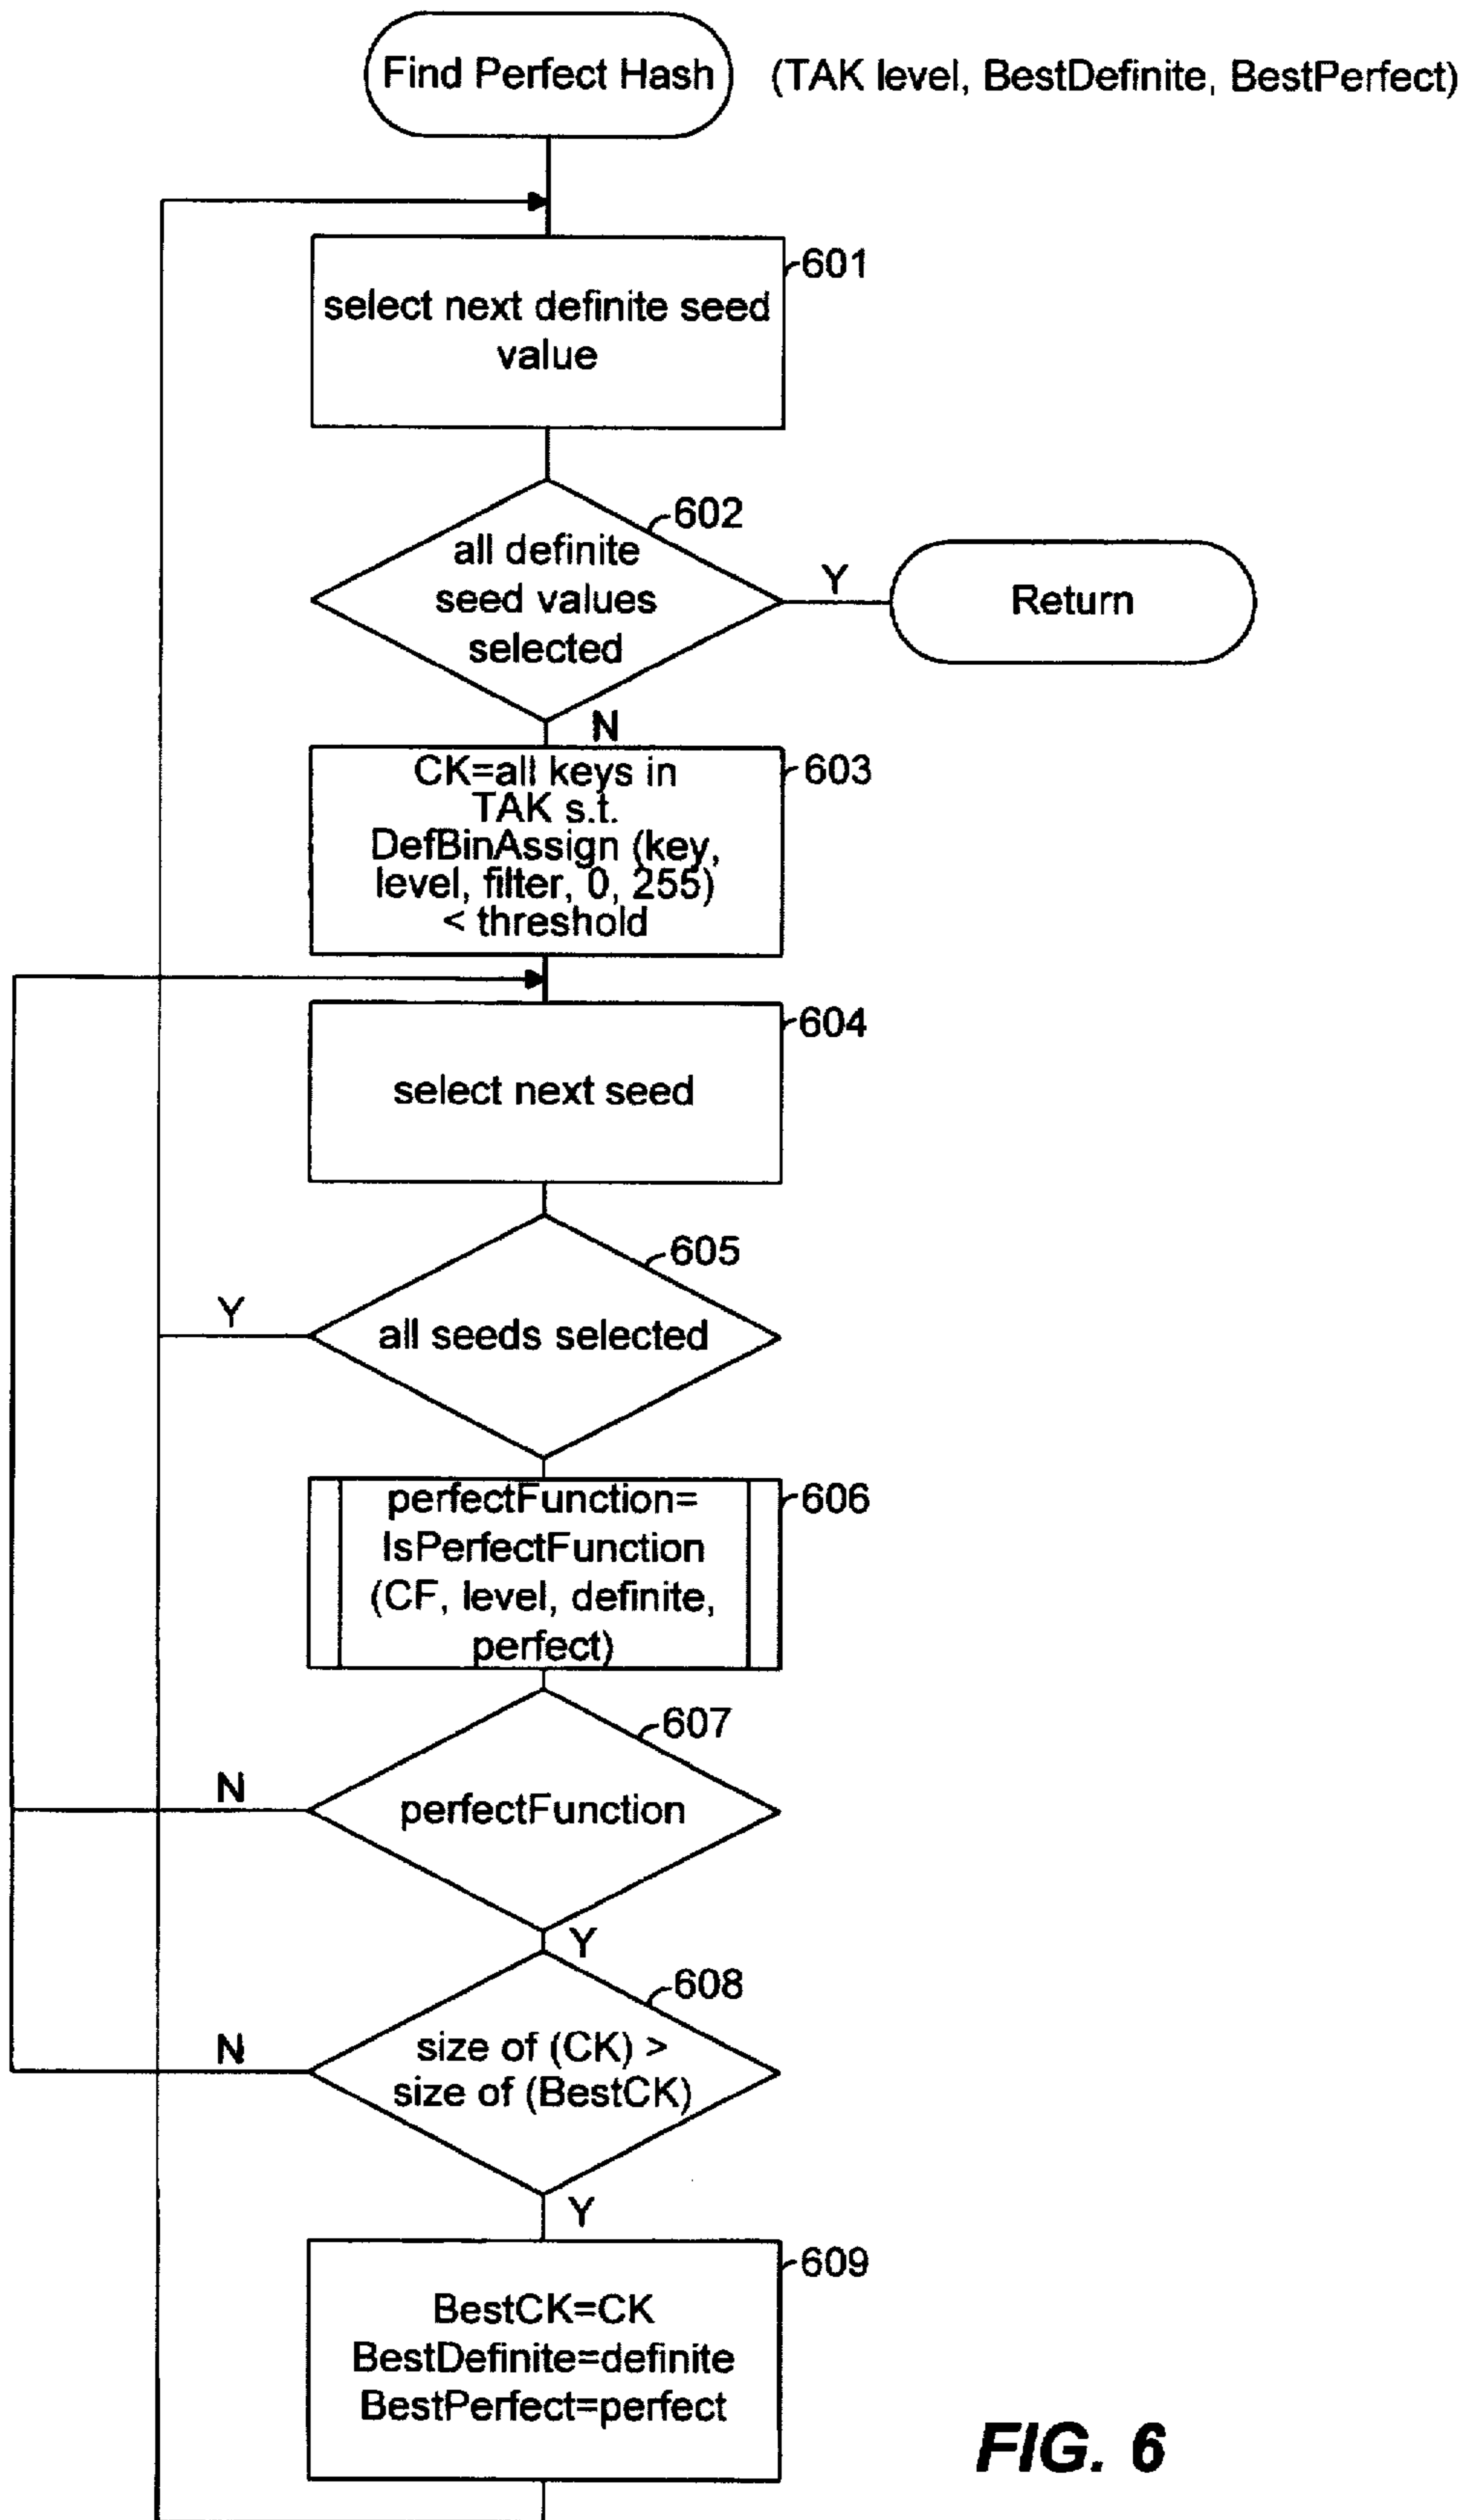 Find Perfect Hash (TAK level, BestDefinite, BestPerfect)
601
select next definite seed
value
602
all definite
seed values
selected
Y
Return
N
603
CK=all keys in
TAK s.t.
DefBinAssign (key,
level, filter, 0, 255)
< threshold
604
select next seed
605
Y
all seeds selected
606
perfectFunction=
IsPerfectFunction
(CF, level, definite,
perfect)
607
N
perfectFunction
Y
608
N
size of (CK) >
size of (BestCK)
Y
609
BestCK=CK
BestDefinite=definite
BestPerfect=perfect
FIG. 6